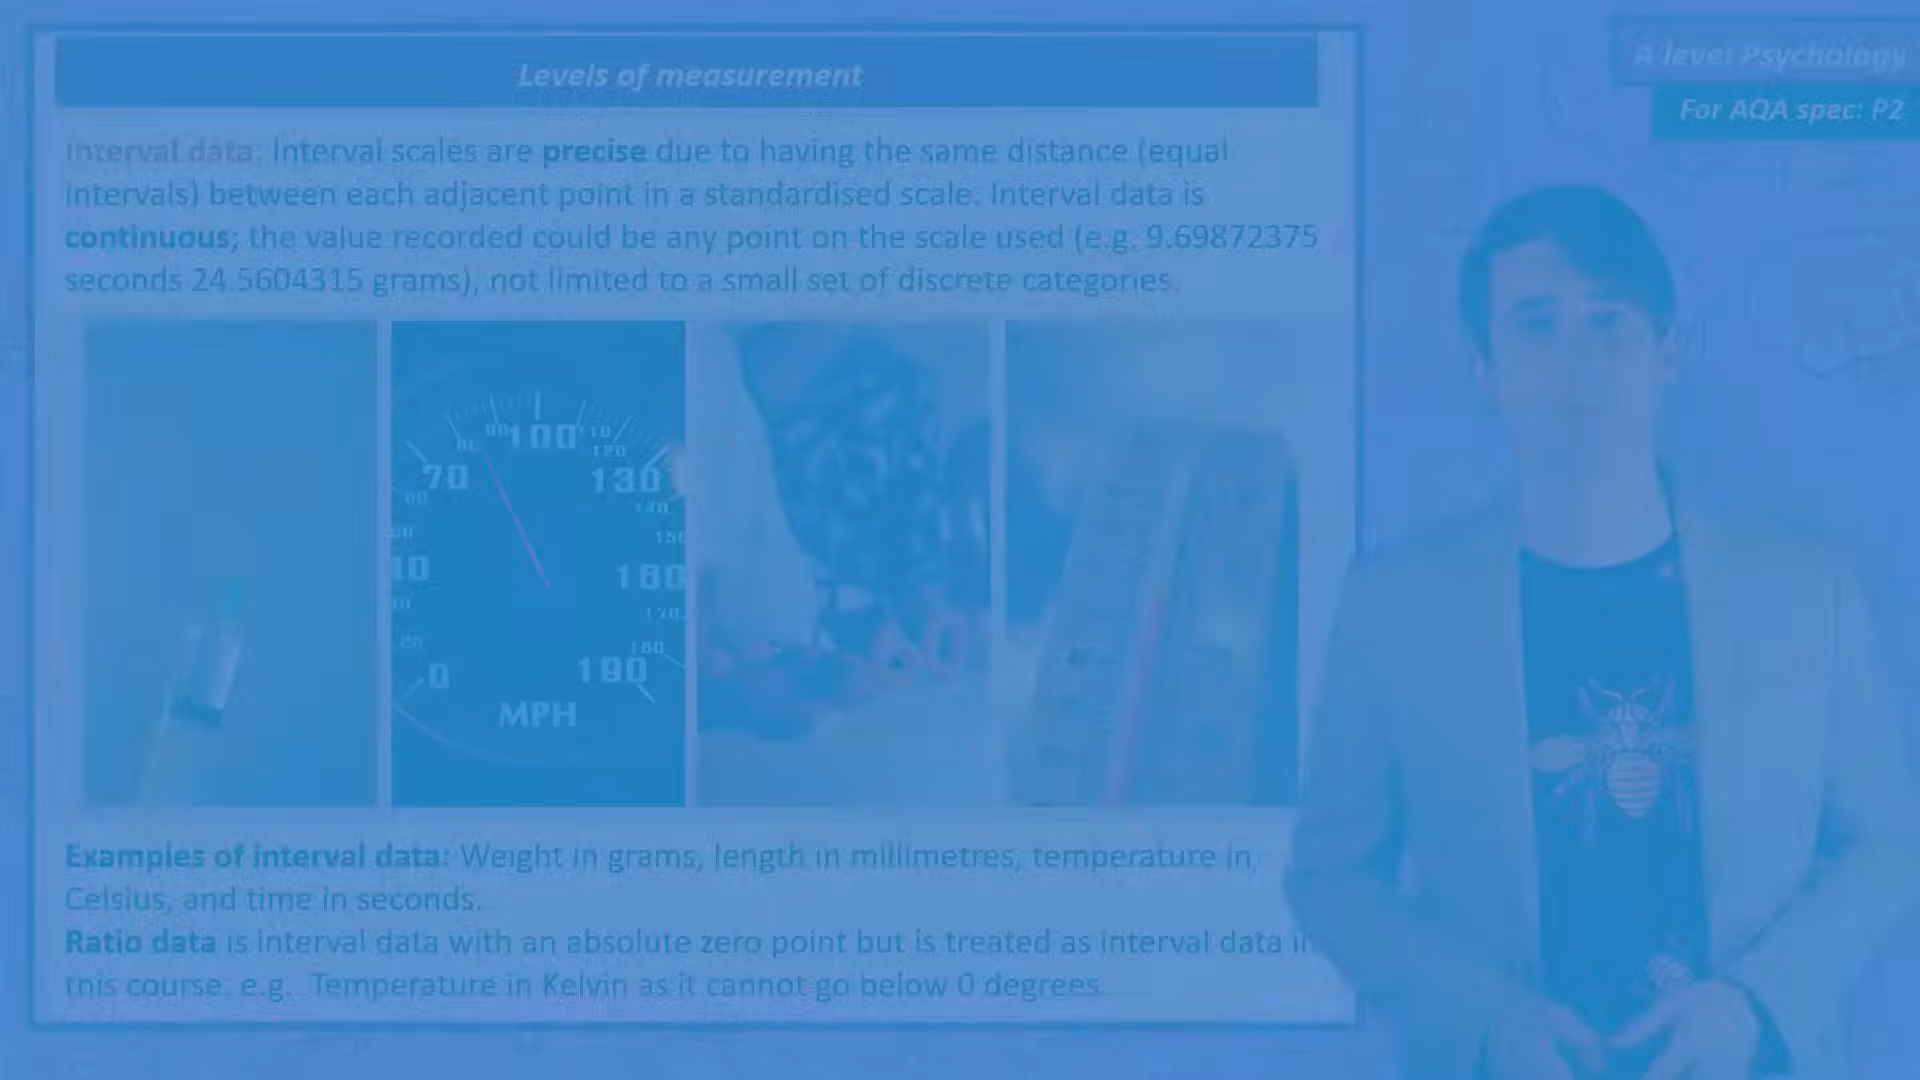 Levels of measurement
A level Psychology
For AQA spec: P2
Interval data: Interval scales are precise due to having the same distance (equal
intervals) between each adjacent point in a standardised scale. Interval data is
continuous; the value recorded could be any point on the scale used (e.g. 9.69872375
seconds 24.5604315 grams), not limited to a small set of discrete categories.
100
70
130
160
0
190
MPH
Examples of interval data: Weight in grams, length in millimetres, temperature in
Celsius, and time in seconds.
Ratio data is interval data with an absolute zero point but is treated as interval data in
this course. e.g. Temperature in Kelvin as it cannot go below 0 degrees.